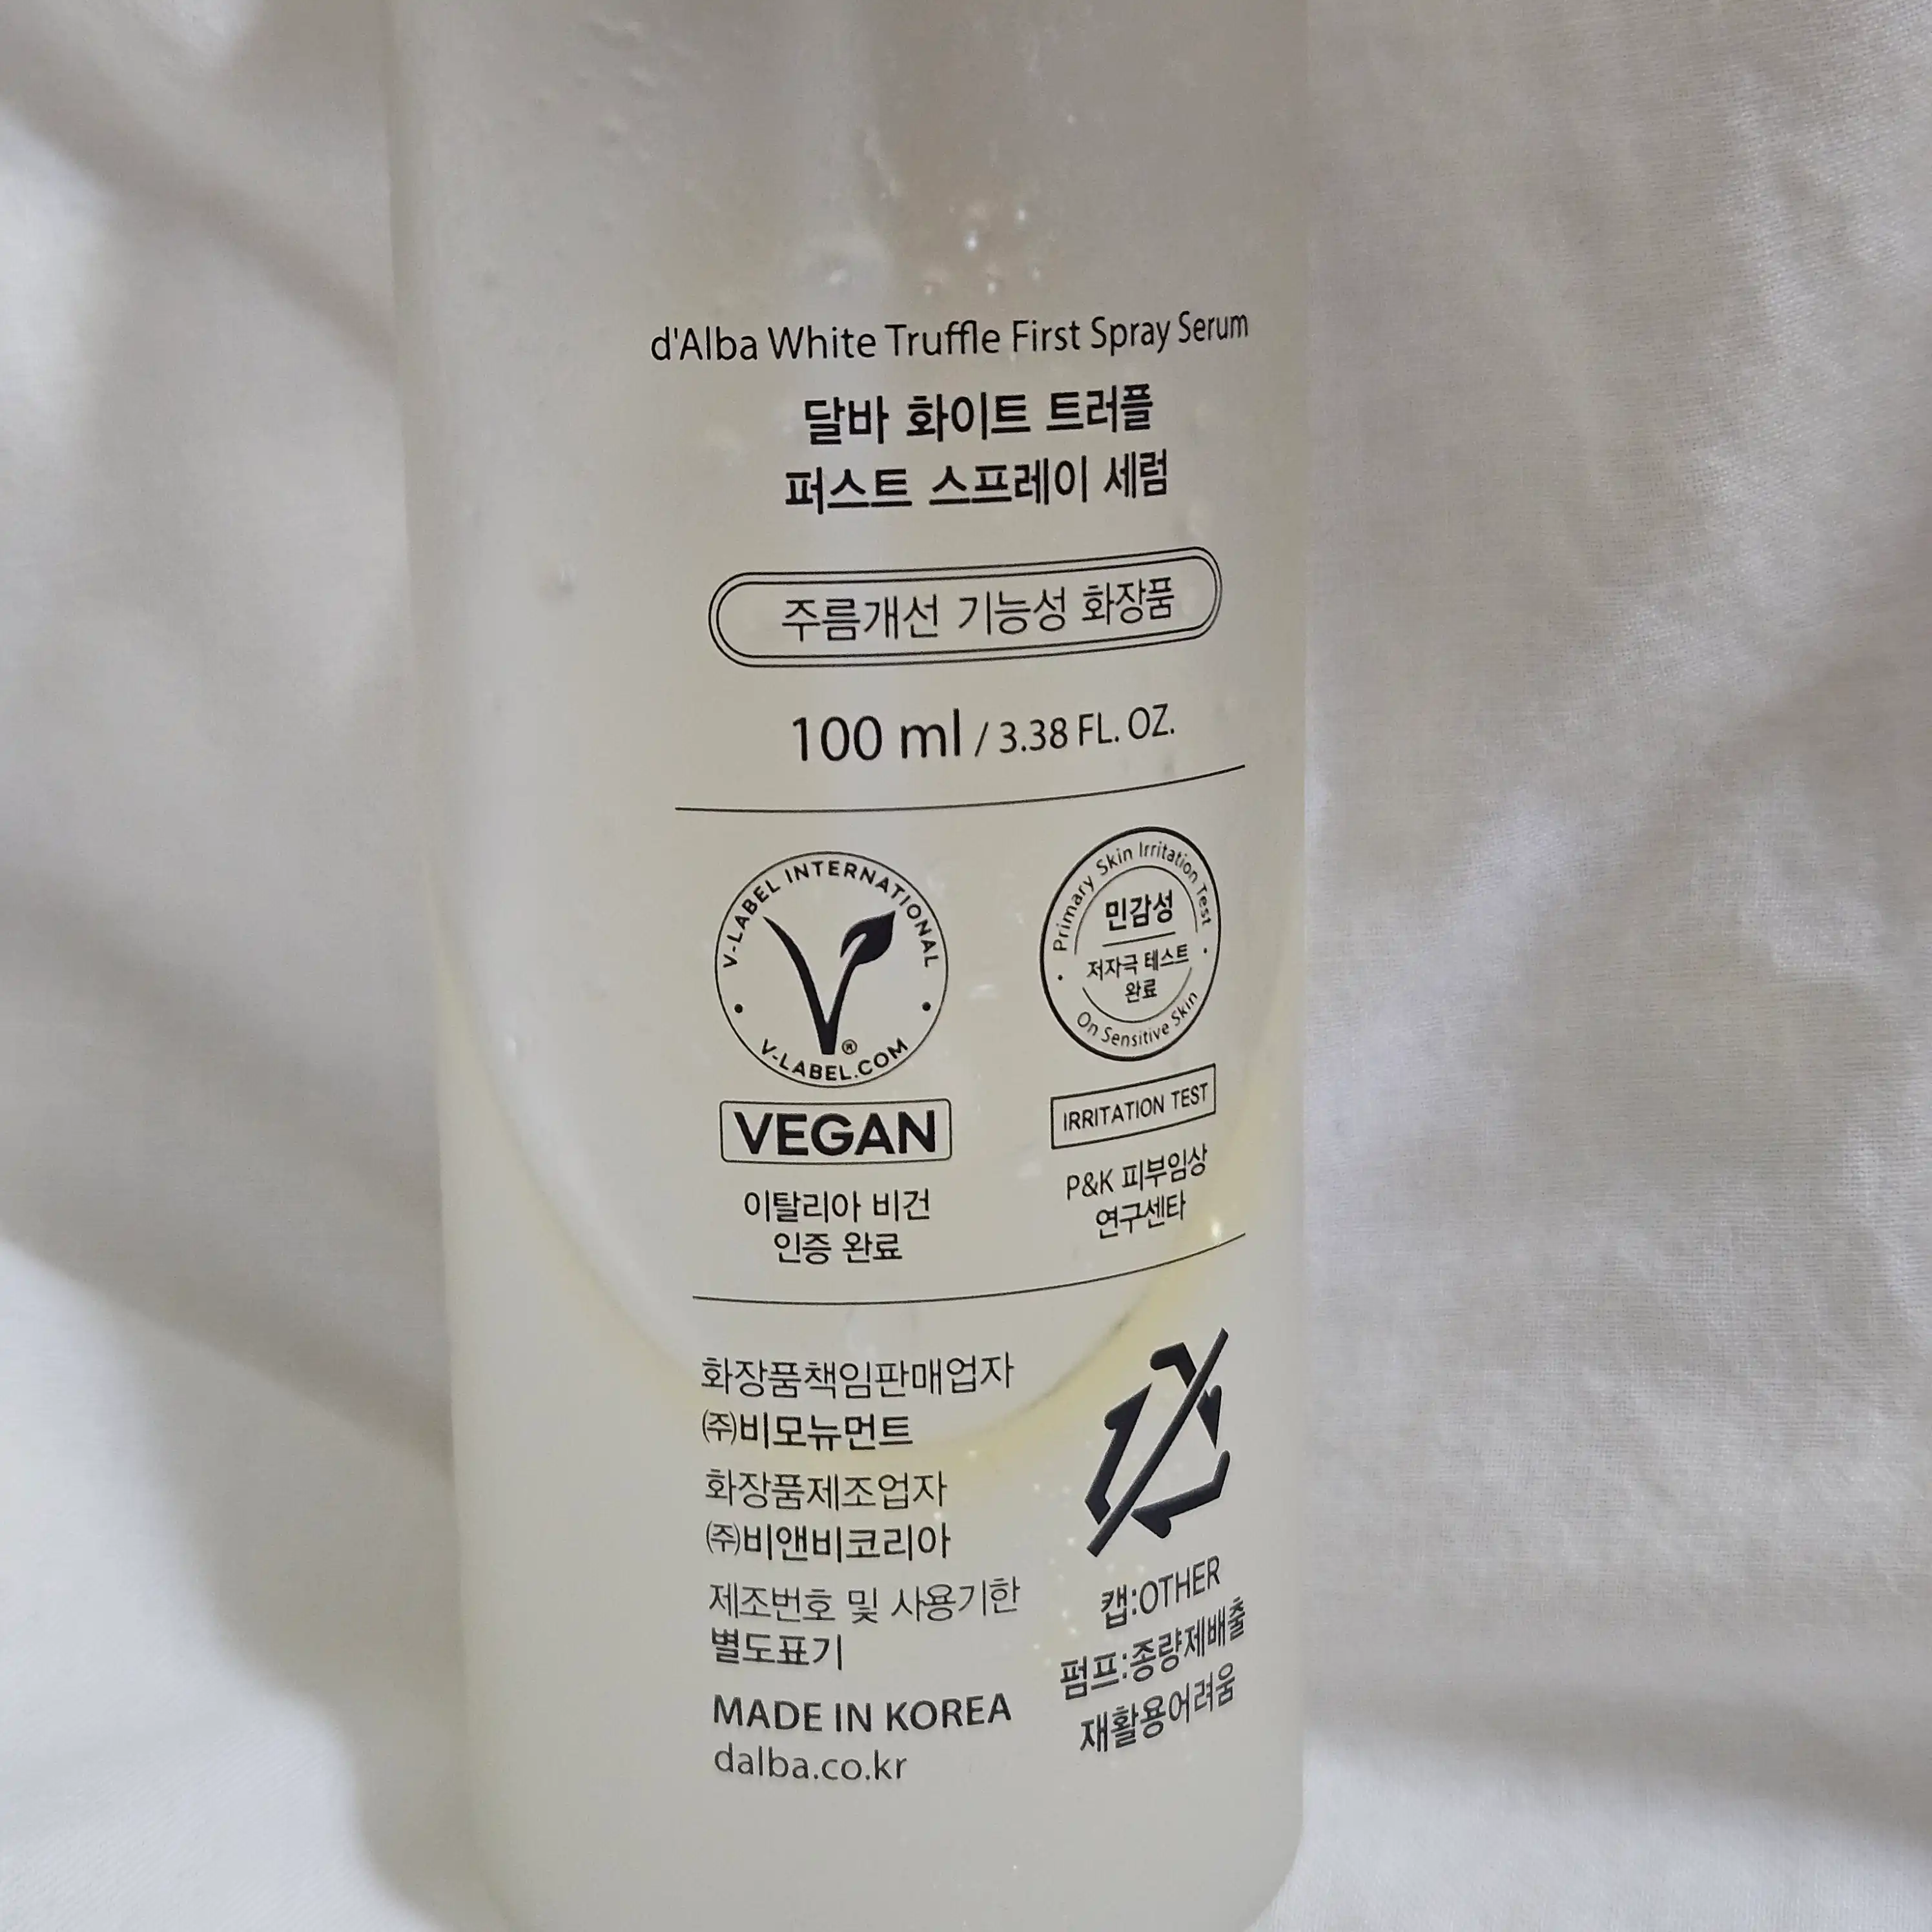 d'Alba White Truffle First Spray Serum
달바 화이트 트러플
퍼스트 스프레이 세럼
주름개선 기능성 화장품
100 ml / 3.38 FL. OZ.
V-LABEL INTERNATIONAL
V-LABEL.COM
®
VEGAN
이탈리아 비건
인증 완료
Primary Skin Irritation Test
민감성
저자극 테스트
완료
On Sensitive Skin
IRRITATION TEST
P&K 피부임상
연구센타
화장품책임판매업자
㈜비모뉴먼트
화장품제조업자
㈜비앤비코리아
제조번호 및 사용기한
별도표기
MADE IN KOREA
dalba.co.kr
캡:OTHER
펌프:종량제배출
재활용어려움